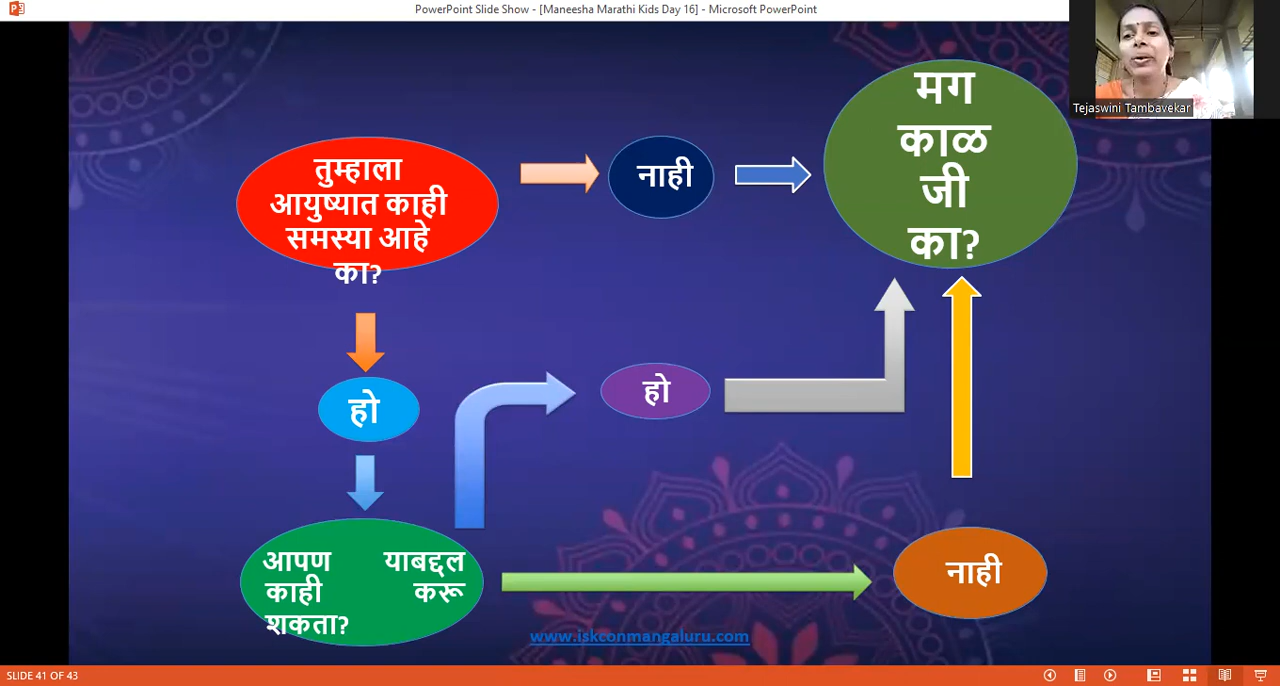 PowerPoint Slide Show - [Maneesha Marathi Kids Day 16] - Microsoft PowerPoint
Tejaswini Tambavekar
तुम्हाला
आयुष्यात काही
समस्या आहे
का?
नाही
मग
काळ
जी
का?
हो
हो
आपण याबद्दल
काही करू
शकता?
नाही
www.iskconmangaluru.com
SLIDE 41 OF 43